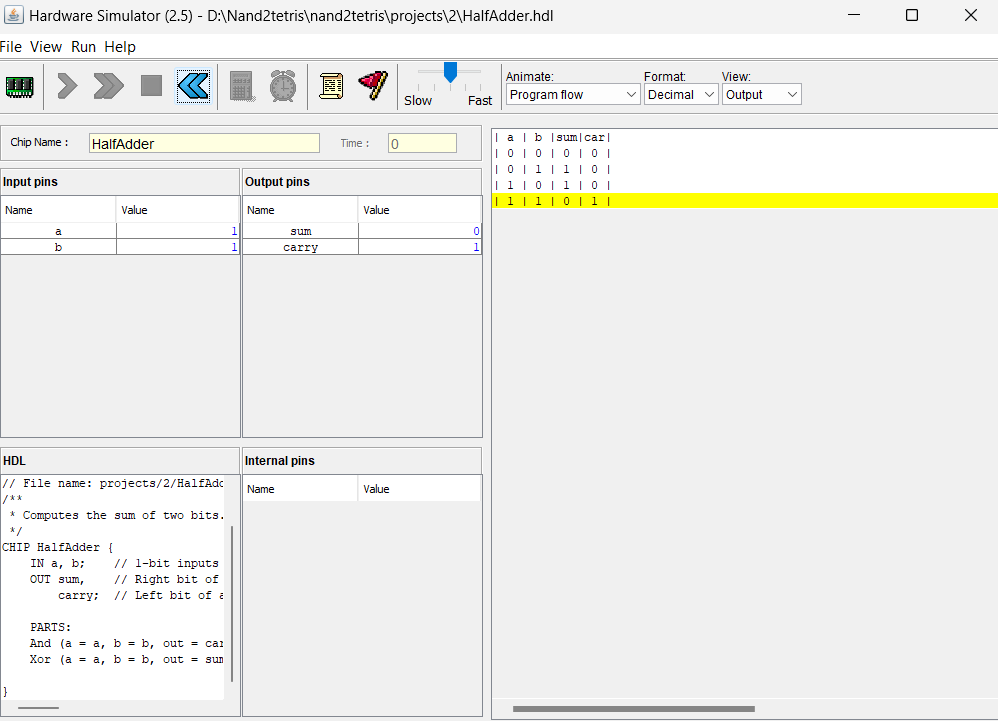 Hardware Simulator (2.5) - D:\Nand2tetris\nand2tetris\projects\2\HalfAdder.hdl
File View Run Help
Slow Fast
Animate: Format: View:
Program flow Decimal Output
Chip Name : HalfAdder Time : 0
Input pins
Name Value
a 1
b 1
Output pins
Name Value
sum 0
carry 1
HDL
// File name: projects/2/HalfAdd
/**
 * Computes the sum of two bits.
 */
CHIP HalfAdder {
    IN a, b;    // 1-bit inputs
    OUT sum,    // Right bit of
        carry;  // Left bit of a

    PARTS:
    And (a = a, b = b, out = car
    Xor (a = a, b = b, out = sum

}
Internal pins
Name Value
| a | b |sum|car|
| 0 | 0 | 0 | 0 |
| 0 | 1 | 1 | 0 |
| 1 | 0 | 1 | 0 |
| 1 | 1 | 0 | 1 |